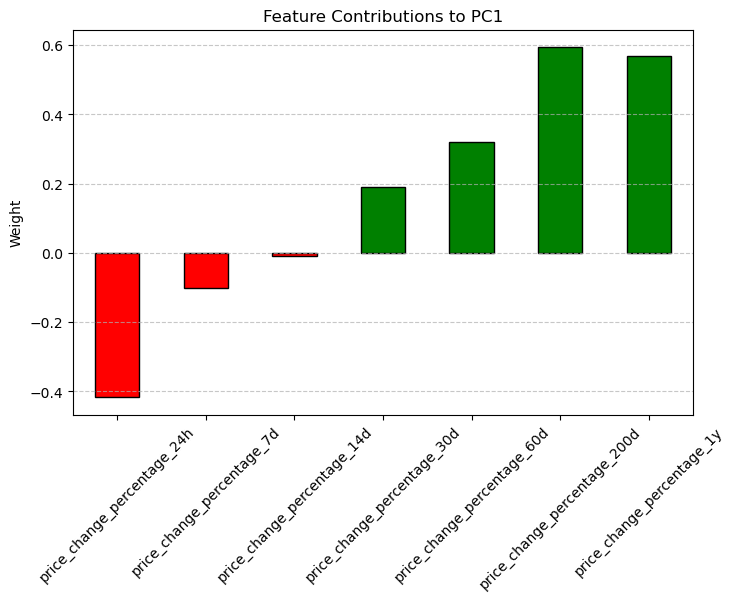 Feature Contributions to PC1
Weight
0.6
0.4
0.2
0.0
−0.2
−0.4
price_change_percentage_24h
price_change_percentage_7d
price_change_percentage_14d
price_change_percentage_30d
price_change_percentage_60d
price_change_percentage_200d
price_change_percentage_1y